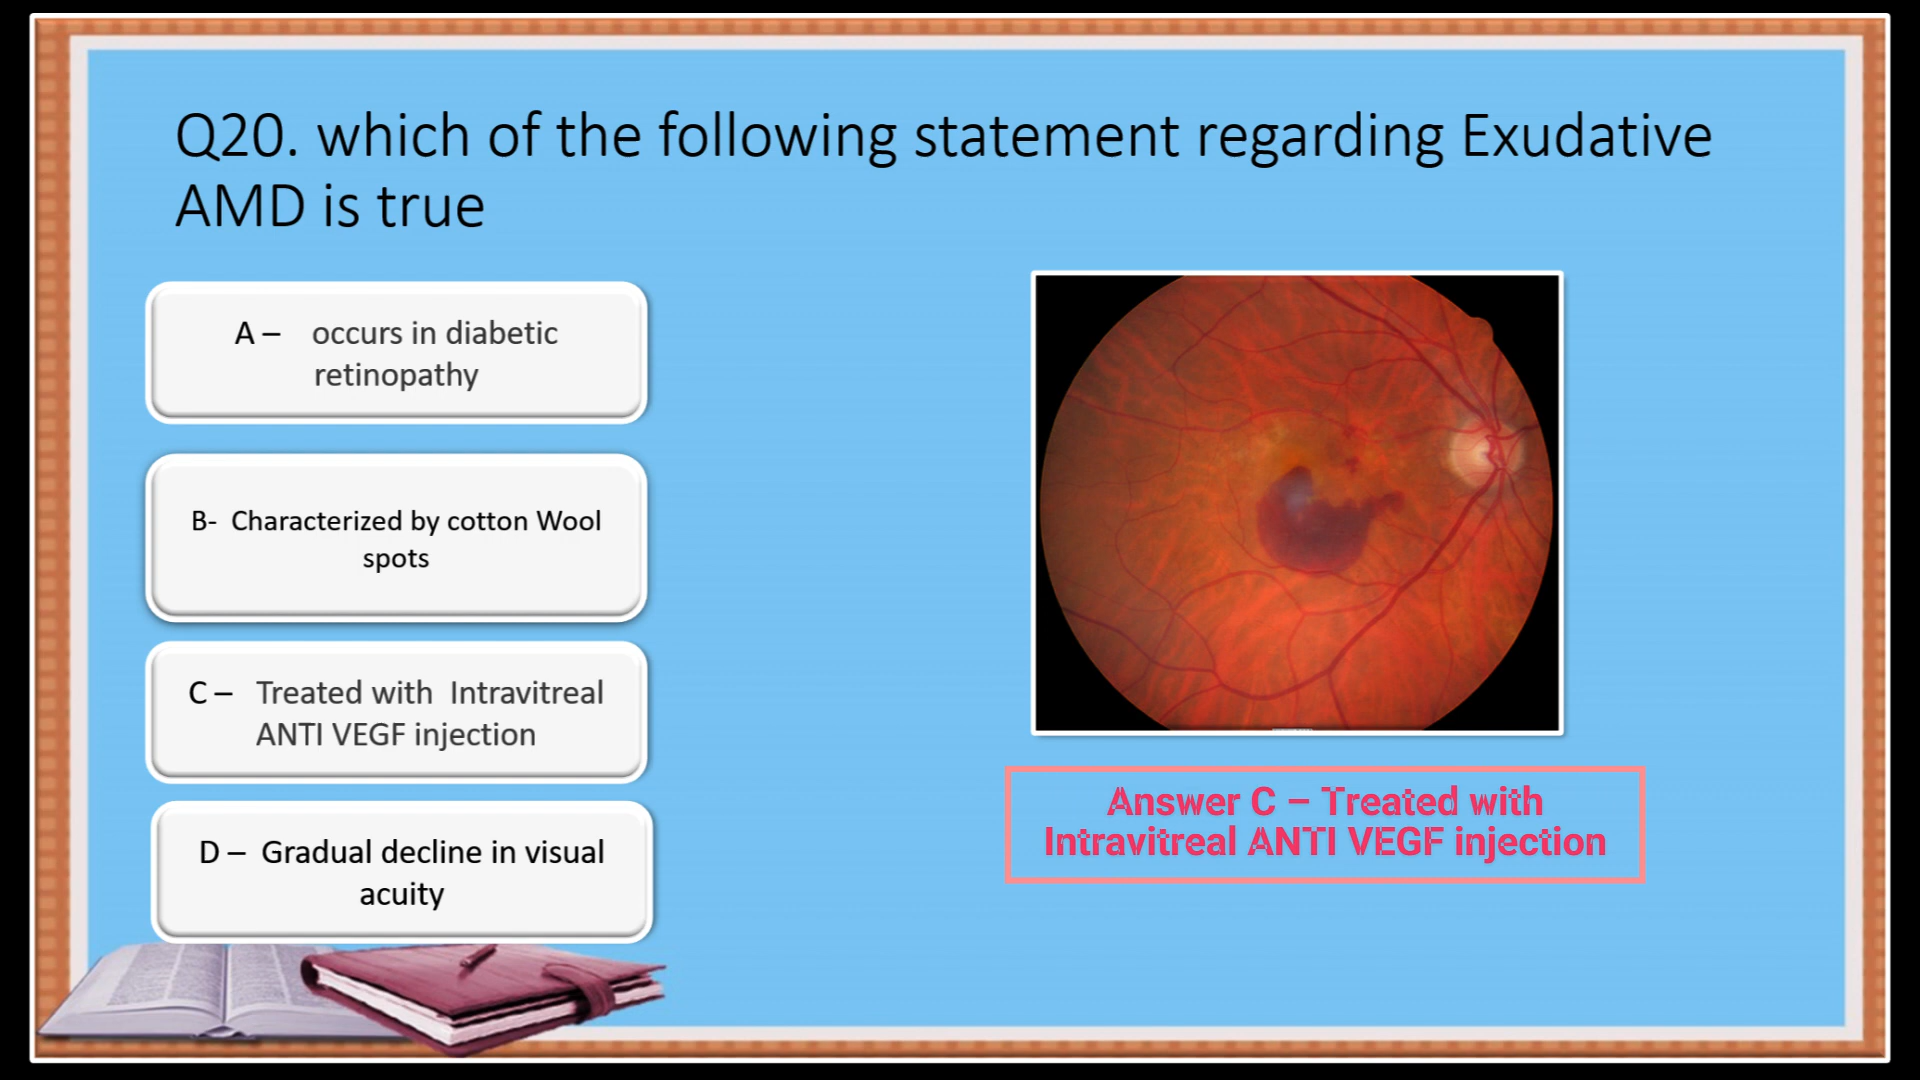 Q20. which of the following statement regarding Exudative
AMD is true
A – occurs in diabetic
retinopathy
B- Characterized by cotton Wool
spots
C – Treated with Intravitreal
ANTI VEGF injection
D – Gradual decline in visual
acuity
Answer C – Treated with
Intravitreal ANTI VEGF injection